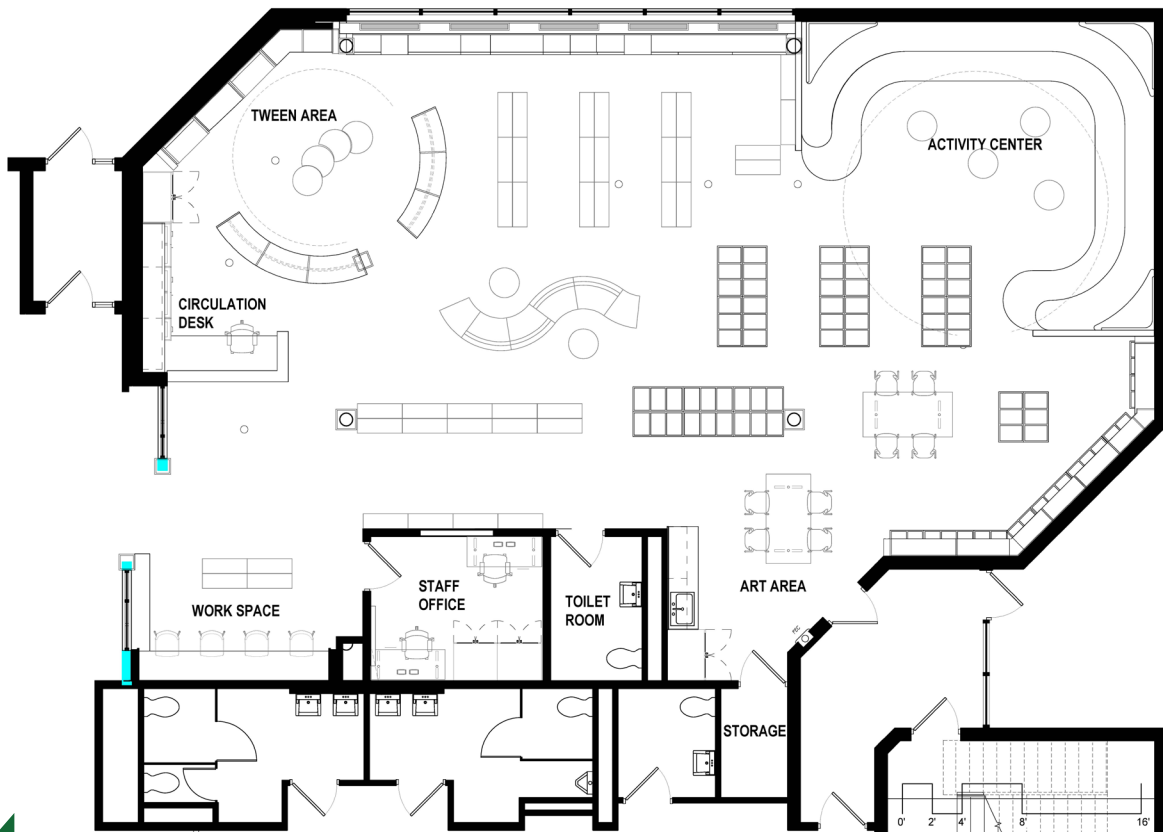 TWEEN AREA
ACTIVITY CENTER
CIRCULATION
DESK
STAFF
OFFICE
WORK SPACE
TOILET
ROOM
ART AREA
FEC
STORAGE
0'
2'
4'
8'
16'